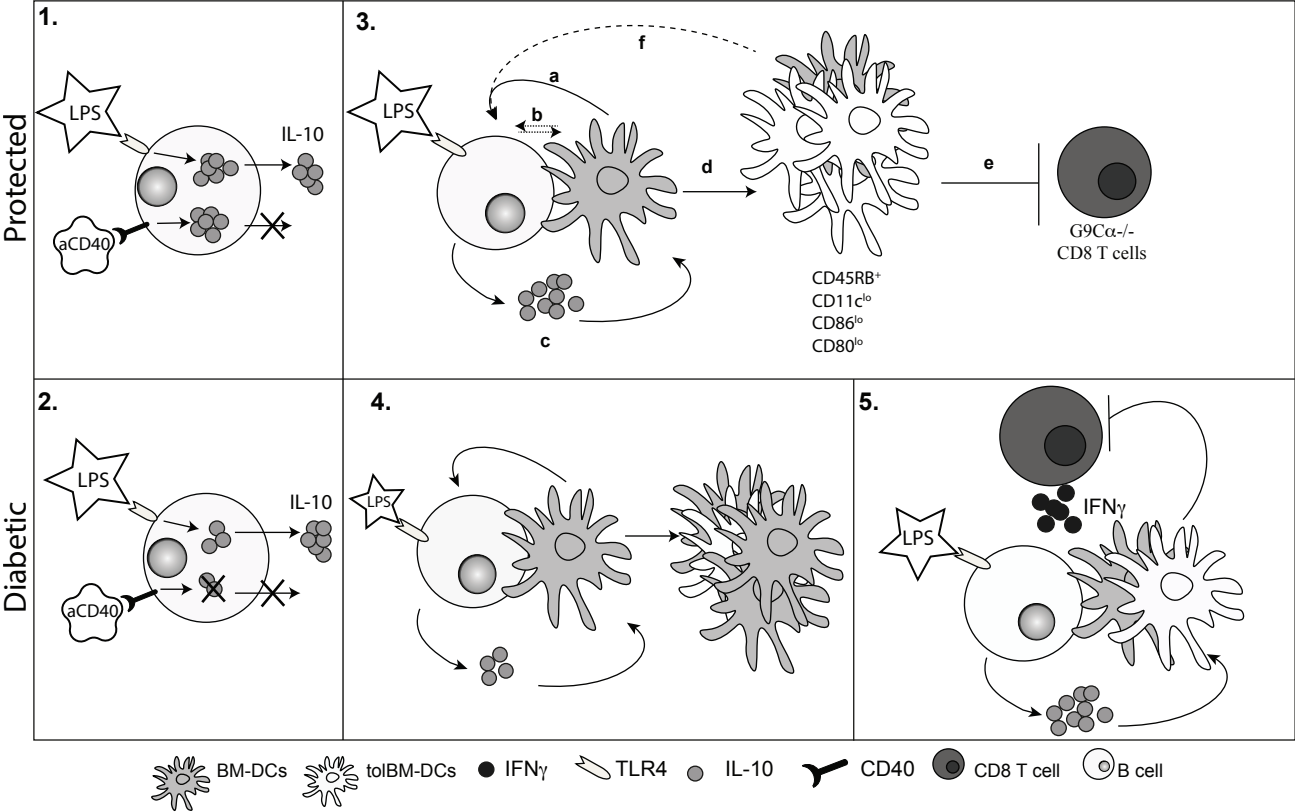 Protected
1.
LPS
IL-10
aCD40
3.
f
a
LPS
b
d
e
c
CD45RB⁺
CD11cˡᵒ
CD86ˡᵒ
CD80ˡᵒ
G9Cα-/-
CD8 T cells
Diabetic
2.
LPS
IL-10
aCD40
4.
LPS
5.
IFNγ
LPS
BM-DCs
tolBM-DCs
IFNγ
TLR4
IL-10
CD40
CD8 T cell
B cell